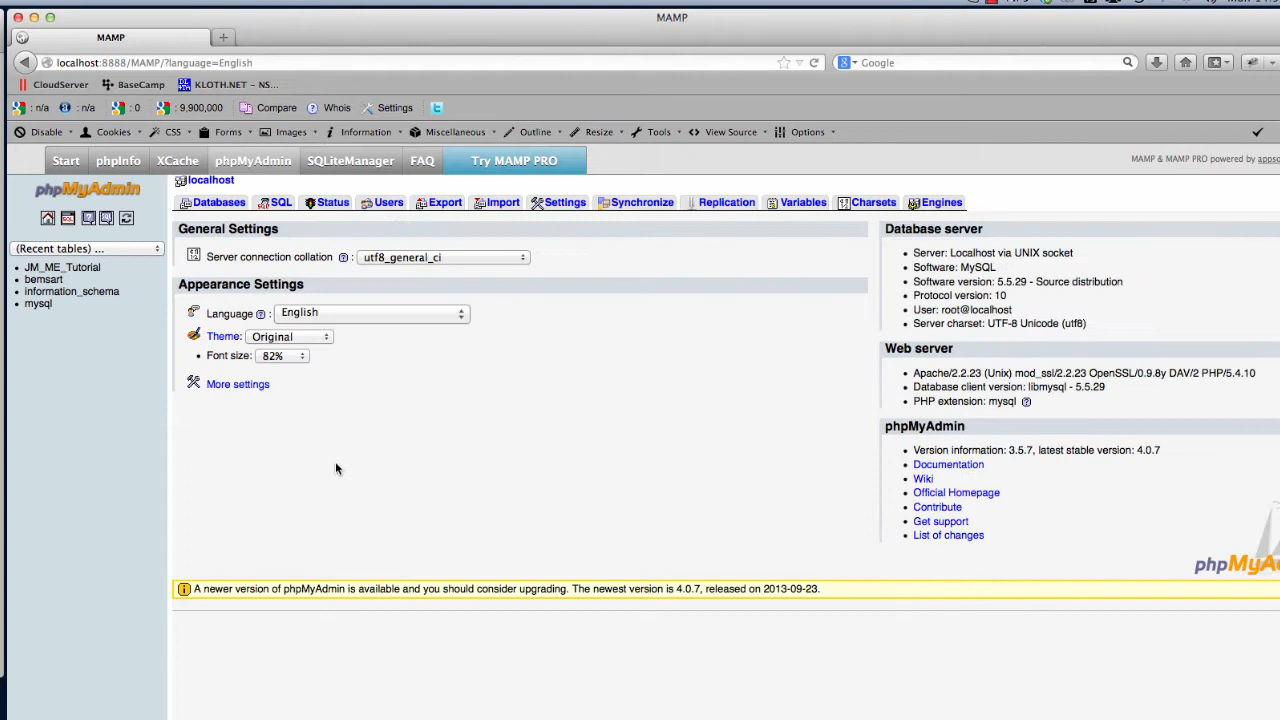 MAMP
MAMP
localhost:8888/MAMP/?language=English
Google
CloudServer BaseCamp KLOTH.NET - NS...
: n/a : n/a : 0 : 9,900,000 Compare Whois Settings
Disable Cookies CSS Forms Images Information Miscellaneous Outline Resize Tools View Source Options
Start phpInfo XCache phpMyAdmin SQLiteManager FAQ Try MAMP PRO
MAMP & MAMP PRO powered by
phpMyAdmin
(Recent tables) ...
JM_ME_Tutorial
bemsart
information_schema
mysql
localhost
Databases SQL Status Users Export Import Settings Synchronize Replication Variables Charsets Engines
General Settings
Server connection collation : utf8_general_ci
Appearance Settings
Language : English
Theme: Original
Font size: 82%
More settings
Database server
Server: Localhost via UNIX socket
Software: MySQL
Software version: 5.5.29 - Source distribution
Protocol version: 10
User: root@localhost
Server charset: UTF-8 Unicode (utf8)
Web server
Apache/2.2.23 (Unix) mod_ssl/2.2.23 OpenSSL/0.9.8y DAV/2 PHP/5.4.10
Database client version: libmysql - 5.5.29
PHP extension: mysql
phpMyAdmin
Version information: 3.5.7, latest stable version: 4.0.7
Documentation
Wiki
Official Homepage
Contribute
Get support
List of changes
A newer version of phpMyAdmin is available and you should consider upgrading. The newest version is 4.0.7, released on 2013-09-23.